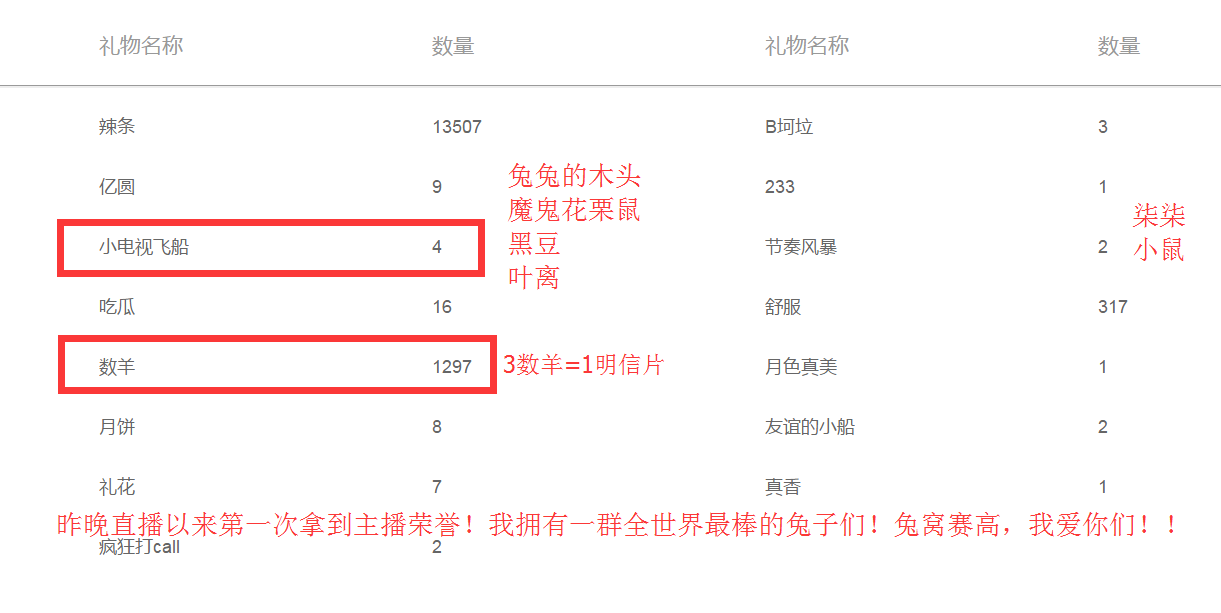 礼物名称 数量 礼物名称 数量
辣条 13507 B坷垃 3
亿圆 9 233 1
小电视飞船 4 节奏风暴 2
吃瓜 16 舒服 317
数羊 1297 月色真美 1
月饼 8 友谊的小船 2
礼花 7 真香 1
疯狂打call 2
兔兔的木头
魔鬼花栗鼠
黑豆
叶离
柒柒
小鼠
3数羊=1明信片
昨晚直播以来第一次拿到主播荣誉！我拥有一群全世界最棒的兔子们！兔窝赛高，我爱你们！！